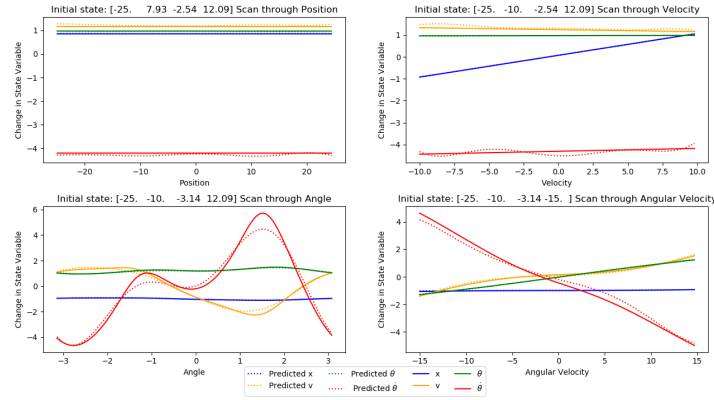 Initial state: [-25. 7.93 -2.54 12.09] Scan through Position
Change in State Variable
1
0
−1
−2
−3
−4
−20
−10
0
10
20
Position
Initial state: [-25. -10. -2.54 12.09] Scan through Velocity
Change in State Variable
1
0
−1
−2
−3
−4
−10.0
−7.5
−5.0
−2.5
0.0
2.5
5.0
7.5
10.0
Velocity
Initial state: [-25. -10. -3.14 12.09] Scan through Angle
Change in State Variable
6
4
2
0
−2
−4
−3
−2
−1
0
1
2
3
Angle
Initial state: [-25. -10. -3.14 -15. ] Scan through Angular Velocity
Change in State Variable
4
2
0
−2
−4
−15
−10
−5
0
5
10
15
Angular Velocity
Predicted x
Predicted v
Predicted θ
Predicted θ̇
x
v
θ
θ̇